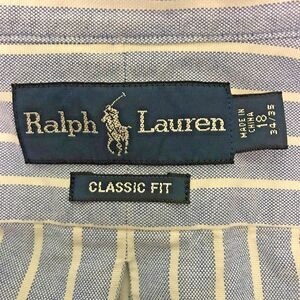 Ralph Lauren
CLASSIC FIT
MADE IN
CHINA
18
34/35